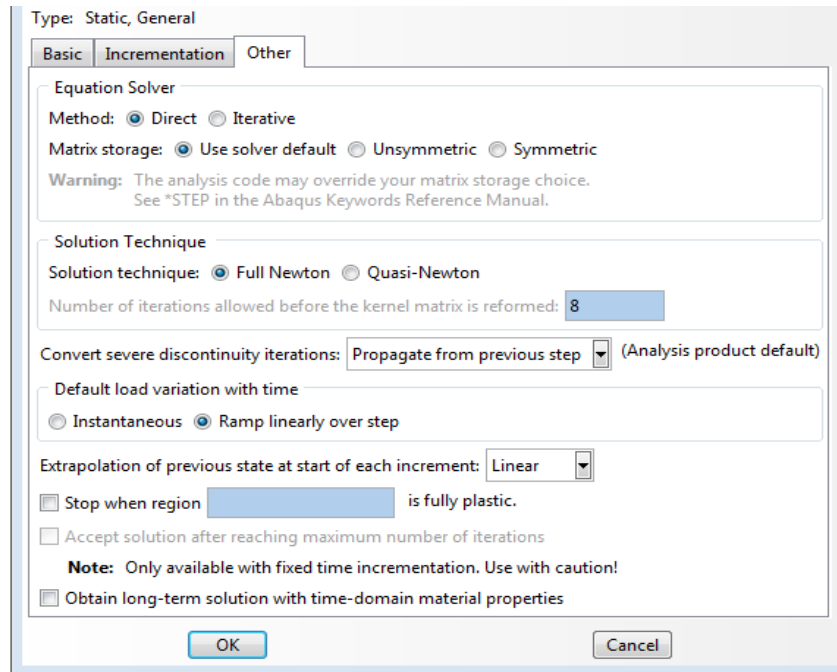 Type: Static, General
Basic Incrementation Other
Equation Solver
Method: Direct Iterative
Matrix storage: Use solver default Unsymmetric Symmetric
Warning: The analysis code may override your matrix storage choice.
See *STEP in the Abaqus Keywords Reference Manual.
Solution Technique
Solution technique: Full Newton Quasi-Newton
Number of iterations allowed before the kernel matrix is reformed: 8
Convert severe discontinuity iterations: Propagate from previous step (Analysis product default)
Default load variation with time
Instantaneous Ramp linearly over step
Extrapolation of previous state at start of each increment: Linear
Stop when region is fully plastic.
Accept solution after reaching maximum number of iterations
Note: Only available with fixed time incrementation. Use with caution!
Obtain long-term solution with time-domain material properties
OK Cancel